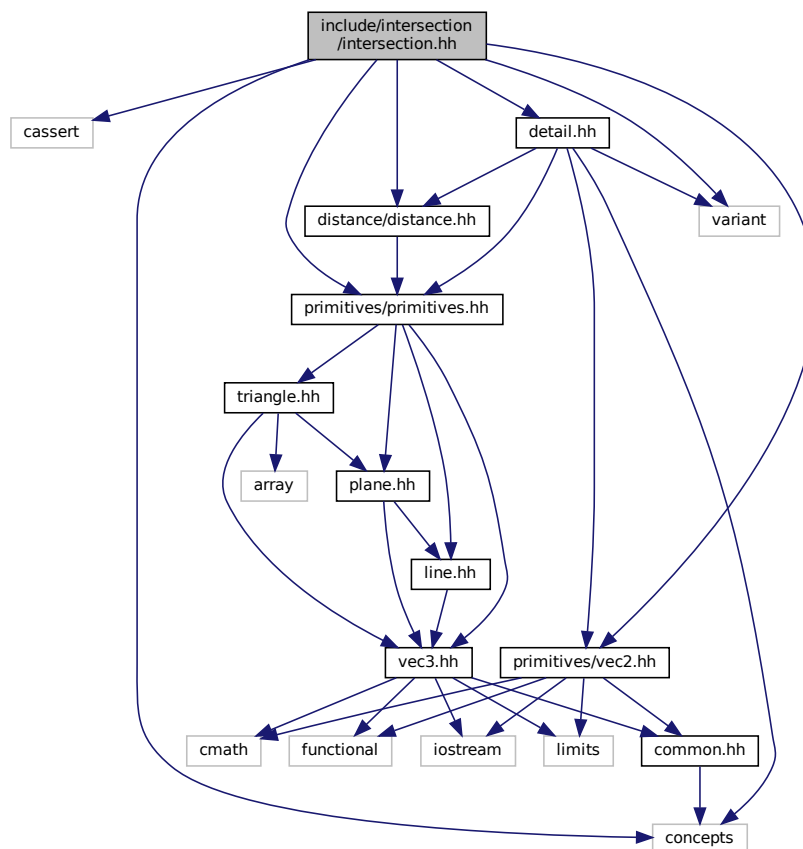 include/intersection
/intersection.hh
cassert
detail.hh
distance/distance.hh
variant
primitives/primitives.hh
triangle.hh
array
plane.hh
line.hh
vec3.hh
primitives/vec2.hh
cmath
functional
iostream
limits
common.hh
concepts